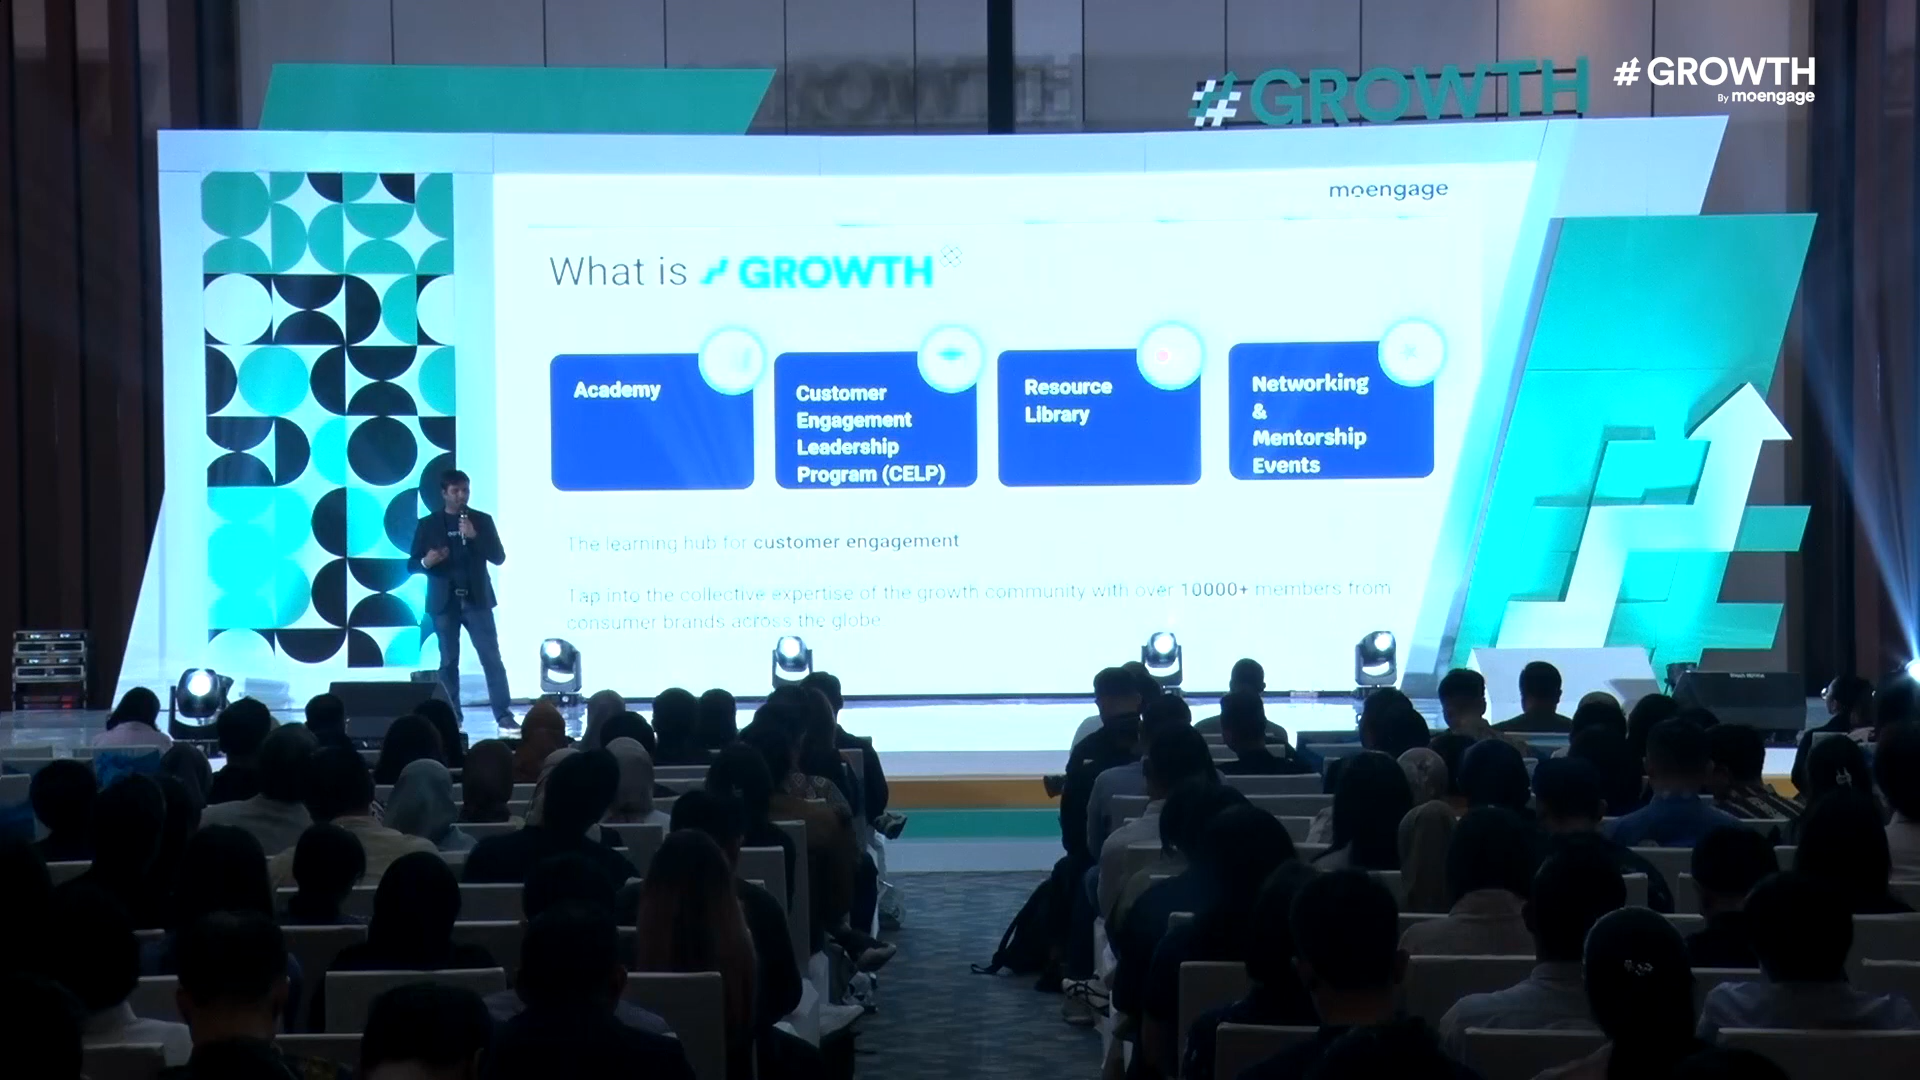 #GROWTH
#GROWTH
By moengage
moengage
What is GROWTH
Academy
Customer
Engagement
Leadership
Program (CELP)
Resource
Library
Networking
&
Mentorship
Events
The learning hub for customer engagement
Tap into the collective expertise of the growth community with over 10000+ members from
consumer brands across the globe